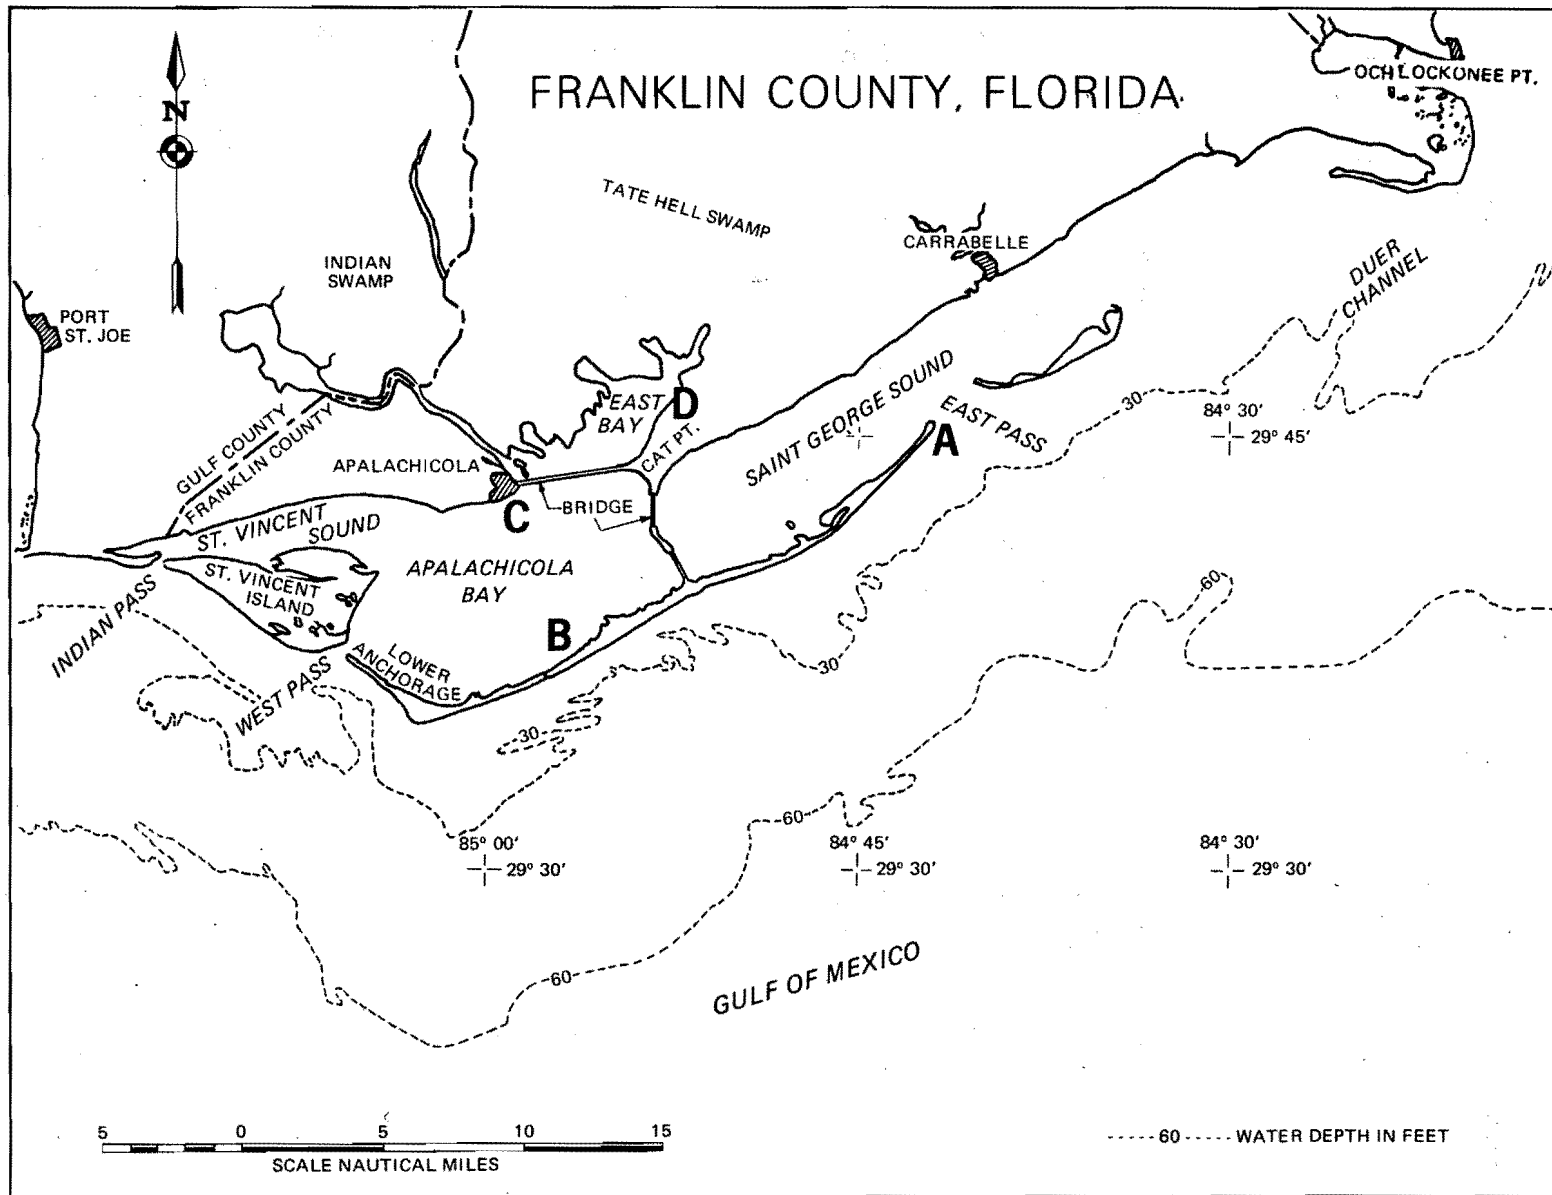 FRANKLIN COUNTY, FLORIDA
N
OCHLOCKONEE PT.
TATE HELL SWAMP
CARRABELLE
INDIAN
SWAMP
DUER
CHANNEL
PORT
ST. JOE
EAST
BAY
D
CAT PT.
SAINT GEORGE SOUND
EAST PASS
A
30
84° 30'
29° 45'
GULF COUNTY
FRANKLIN COUNTY
APALACHICOLA
C
BRIDGE
ST. VINCENT
SOUND
APALACHICOLA
BAY
ST. VINCENT
ISLAND
INDIAN PASS
B
LOWER
ANCHORAGE
WEST PASS
60
30
30
60
85° 00'
29° 30'
84° 45'
29° 30'
84° 30'
29° 30'
60
GULF OF MEXICO
5 0 5 10 15
SCALE NAUTICAL MILES
60 WATER DEPTH IN FEET